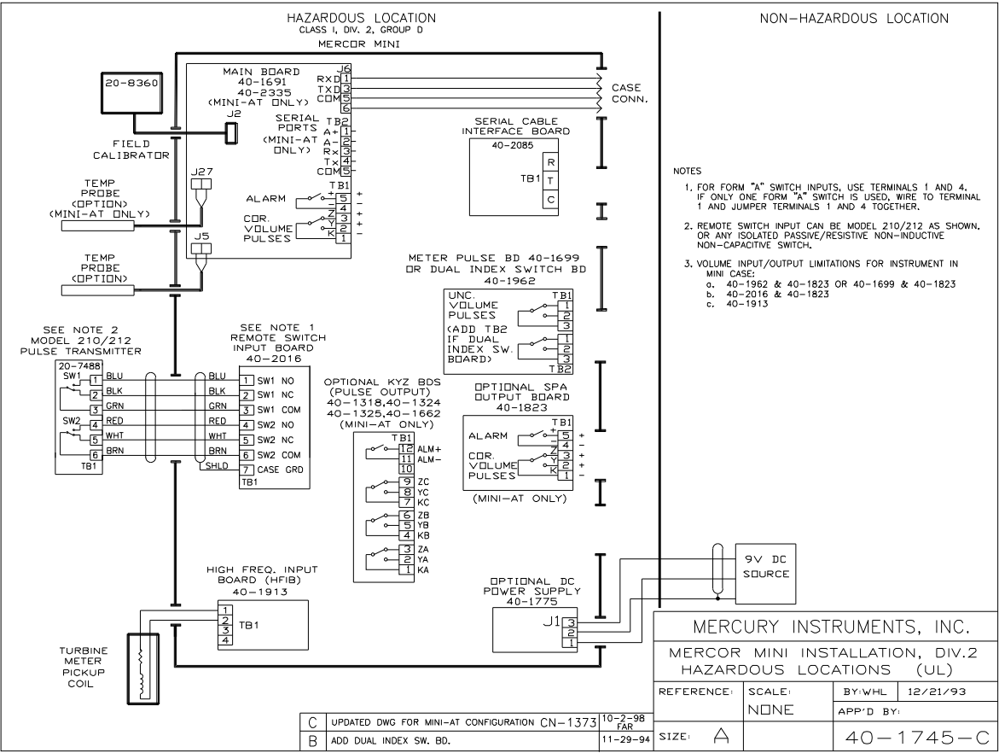 HAZARDOUS LOCATION
CLASS I, DIV. 2, GROUP D
MERCOR MINI
NON-HAZARDOUS LOCATION
20-8360
FIELD
CALIBRATOR
MAIN BOARD
40-1691
40-2335
(MINI-AT ONLY)
J2
J6
RXD 1
TXD 3
COM 5
6
CASE
CONN.
SERIAL
PORTS
(MINI-AT
ONLY)
TB2
A+ 1
A- 2
Rx 3
Tx 4
COM 5
J27
TEMP
PROBE
(OPTION)
(MINI-AT ONLY)
TB1
ALARM
+ 5 +
- 4 -
COR.
VOLUME
PULSES
Z 3 +
Y 2 +
K 1 -
J5
TEMP
PROBE
(OPTION)
SERIAL CABLE
INTERFACE BOARD
40-2085
TB1
R
T
C
METER PULSE BD 40-1699
OR DUAL INDEX SWITCH BD
40-1962
UNC.
VOLUME
PULSES
TB1
1
2
3
(ADD TB2
IF DUAL
INDEX SW.
BOARD)
1
2
3
TB2
NOTES
1. FOR FORM "A" SWITCH INPUTS, USE TERMINALS 1 AND 4.
IF ONLY ONE FORM "A" SWITCH IS USED, WIRE TO TERMINAL
1 AND JUMPER TERMINALS 1 AND 4 TOGETHER.
2. REMOTE SWITCH INPUT CAN BE MODEL 210/212 AS SHOWN,
OR ANY ISOLATED PASSIVE/RESISTIVE NON-INDUCTIVE
NON-CAPACITIVE SWITCH.
3. VOLUME INPUT/OUTPUT LIMITATIONS FOR INSTRUMENT IN
MINI CASE:
a. 40-1962 & 40-1823 OR 40-1699 & 40-1823
b. 40-2016 & 40-1823
c. 40-1913
SEE NOTE 2
MODEL 210/212
PULSE TRANSMITTER
20-7488
SW1
SW2
1 BLU
2 BLK
3 GRN
4 RED
5 WHT
6 BRN
TB1
SEE NOTE 1
REMOTE SWITCH
INPUT BOARD
40-2016
BLU 1 SW1 NO
BLK 2 SW1 NC
GRN 3 SW1 COM
RED 4 SW2 NO
WHT 5 SW2 NC
BRN 6 SW2 COM
SHLD 7 CASE GRD
TB1
OPTIONAL KYZ BDS
(PULSE OUTPUT)
40-1318,40-1324
40-1325,40-1662
(MINI-AT ONLY)
TB1
12 ALM+
11 ALM-
10
9 ZC
8 YC
7 KC
6 ZB
5 YB
4 KB
3 ZA
2 YA
1 KA
OPTIONAL SPA
OUTPUT BOARD
40-1823
TB1
ALARM
+ 5 +
- 4 -
COR.
VOLUME
PULSES
Z 3 +
Y 2 +
K 1 -
(MINI-AT ONLY)
HIGH FREQ. INPUT
BOARD (HFIB)
40-1913
1
2
3
4
TB1
TURBINE
METER
PICKUP
COIL
OPTIONAL DC
POWER SUPPLY
40-1775
J1
3
2
1
9V DC
SOURCE
MERCURY INSTRUMENTS, INC.
MERCOR MINI INSTALLATION, DIV.2
HAZARDOUS LOCATIONS (UL)
REFERENCE:
SCALE:
NONE
BY:WHL
12/21/93
APP'D BY:
SIZE: A
40-1745-C
C UPDATED DWG FOR MINI-AT CONFIGURATION CN-1373 10-2-98 FAR
B ADD DUAL INDEX SW. BD. 11-29-94